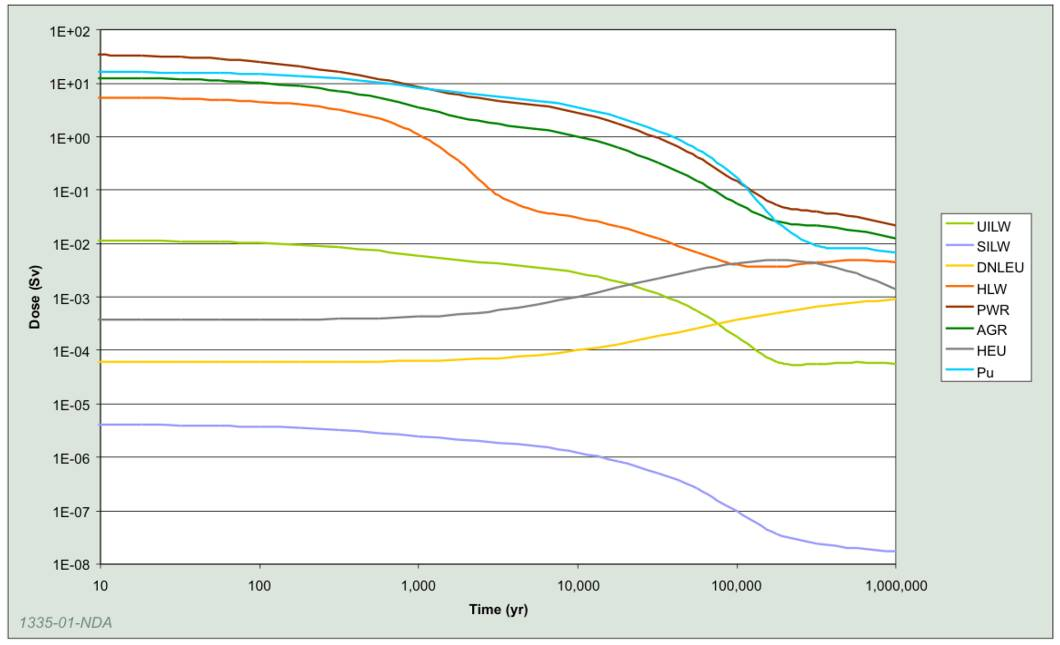 1E+02
1E+01
1E+00
1E-01
1E-02
1E-03
1E-04
1E-05
1E-06
1E-07
1E-08
Dose (Sv)
10 100 1,000 10,000 100,000 1,000,000
Time (yr)
UILW
SILW
DNLEU
HLW
PWR
AGR
HEU
Pu
1335-01-NDA